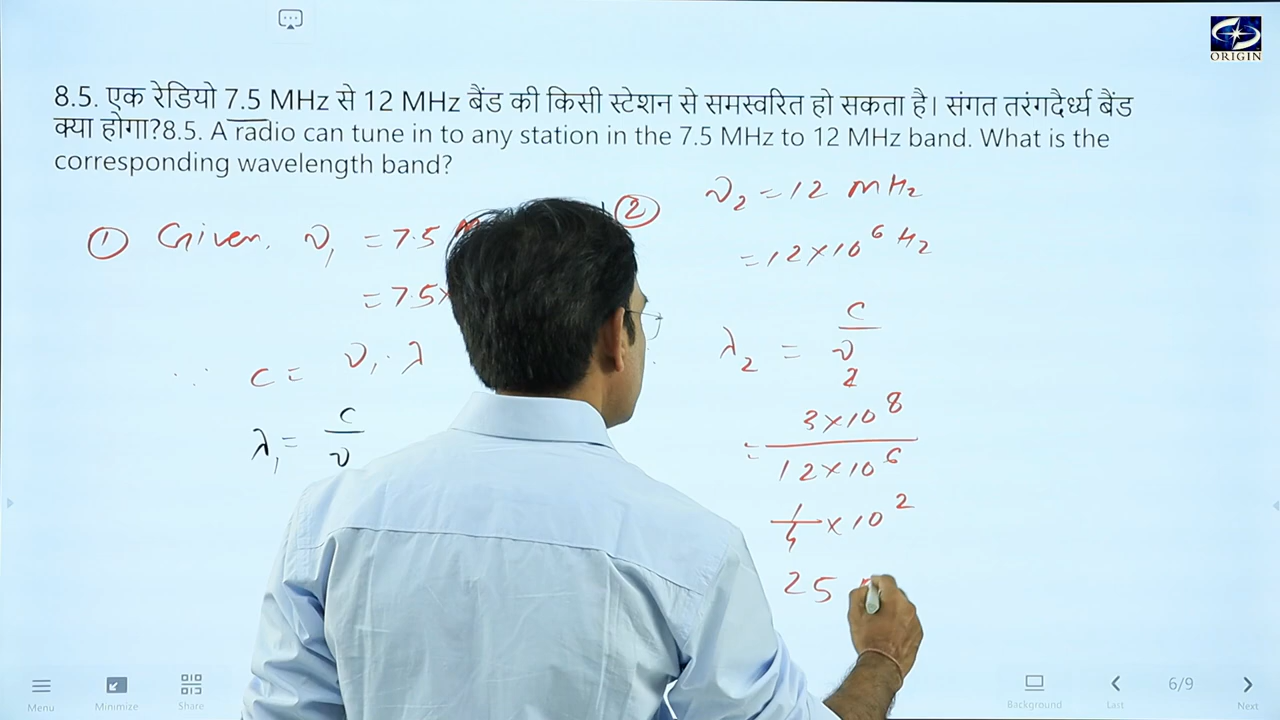 ORIGIN
8.5. एक रेडियो 7.5 MHz से 12 MHz बैंड की किसी स्टेशन से समस्वरित हो सकता है। संगत तरंगदैर्ध्य बैंड
क्या होगा?8.5. A radio can tune in to any station in the 7.5 MHz to 12 MHz band. What is the
corresponding wavelength band?
① Given, ν₁ = 7.5
= 7.5×
∵ c = ν₁ λ
λ₁ = c/ν
② ν₂ = 12 mHz
= 12×10⁶ Hz
λ₂ = c/ν₂
= 3×10⁸/12×10⁶
1/4 × 10²
25
Menu
Minimize
Share
Background
Last
6/9
Next